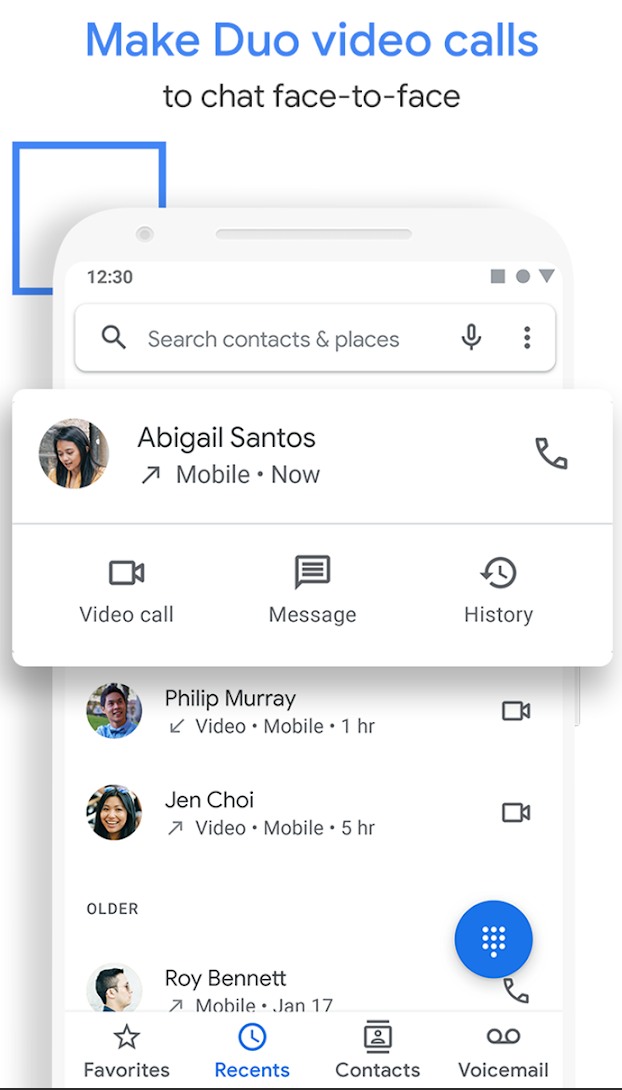 Make Duo video calls
to chat face-to-face
12:30
Search contacts & places
Abigail Santos
Mobile • Now
Video call Message History
Philip Murray
Video • Mobile • 1 hr
Jen Choi
Video • Mobile • 5 hr
OLDER
Roy Bennett
Mobile • Jan 17
Favorites Recents Contacts Voicemail